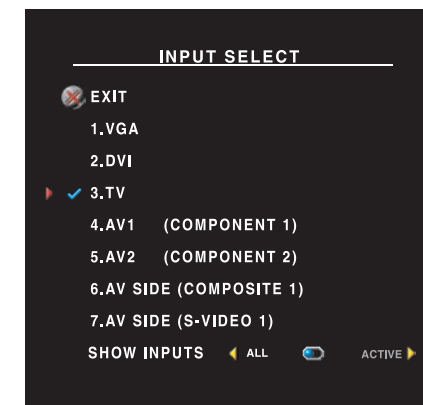 INPUT SELECT
EXIT
1.VGA
2.DVI
3.TV
4.AV1 (COMPONENT 1)
5.AV2 (COMPONENT 2)
6.AV SIDE (COMPOSITE 1)
7.AV SIDE (S-VIDEO 1)
SHOW INPUTS ALL ACTIVE